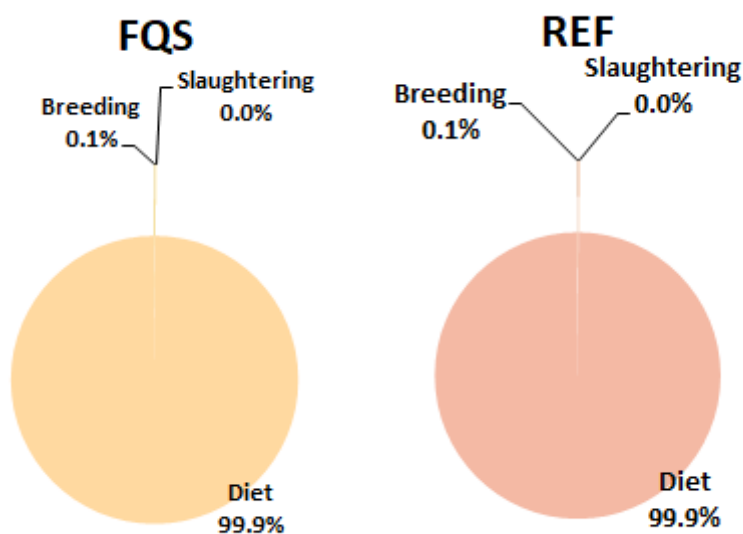 FQS
Breeding
0.1%
Slaughtering
0.0%
Diet
99.9%
REF
Breeding
0.1%
Slaughtering
0.0%
Diet
99.9%